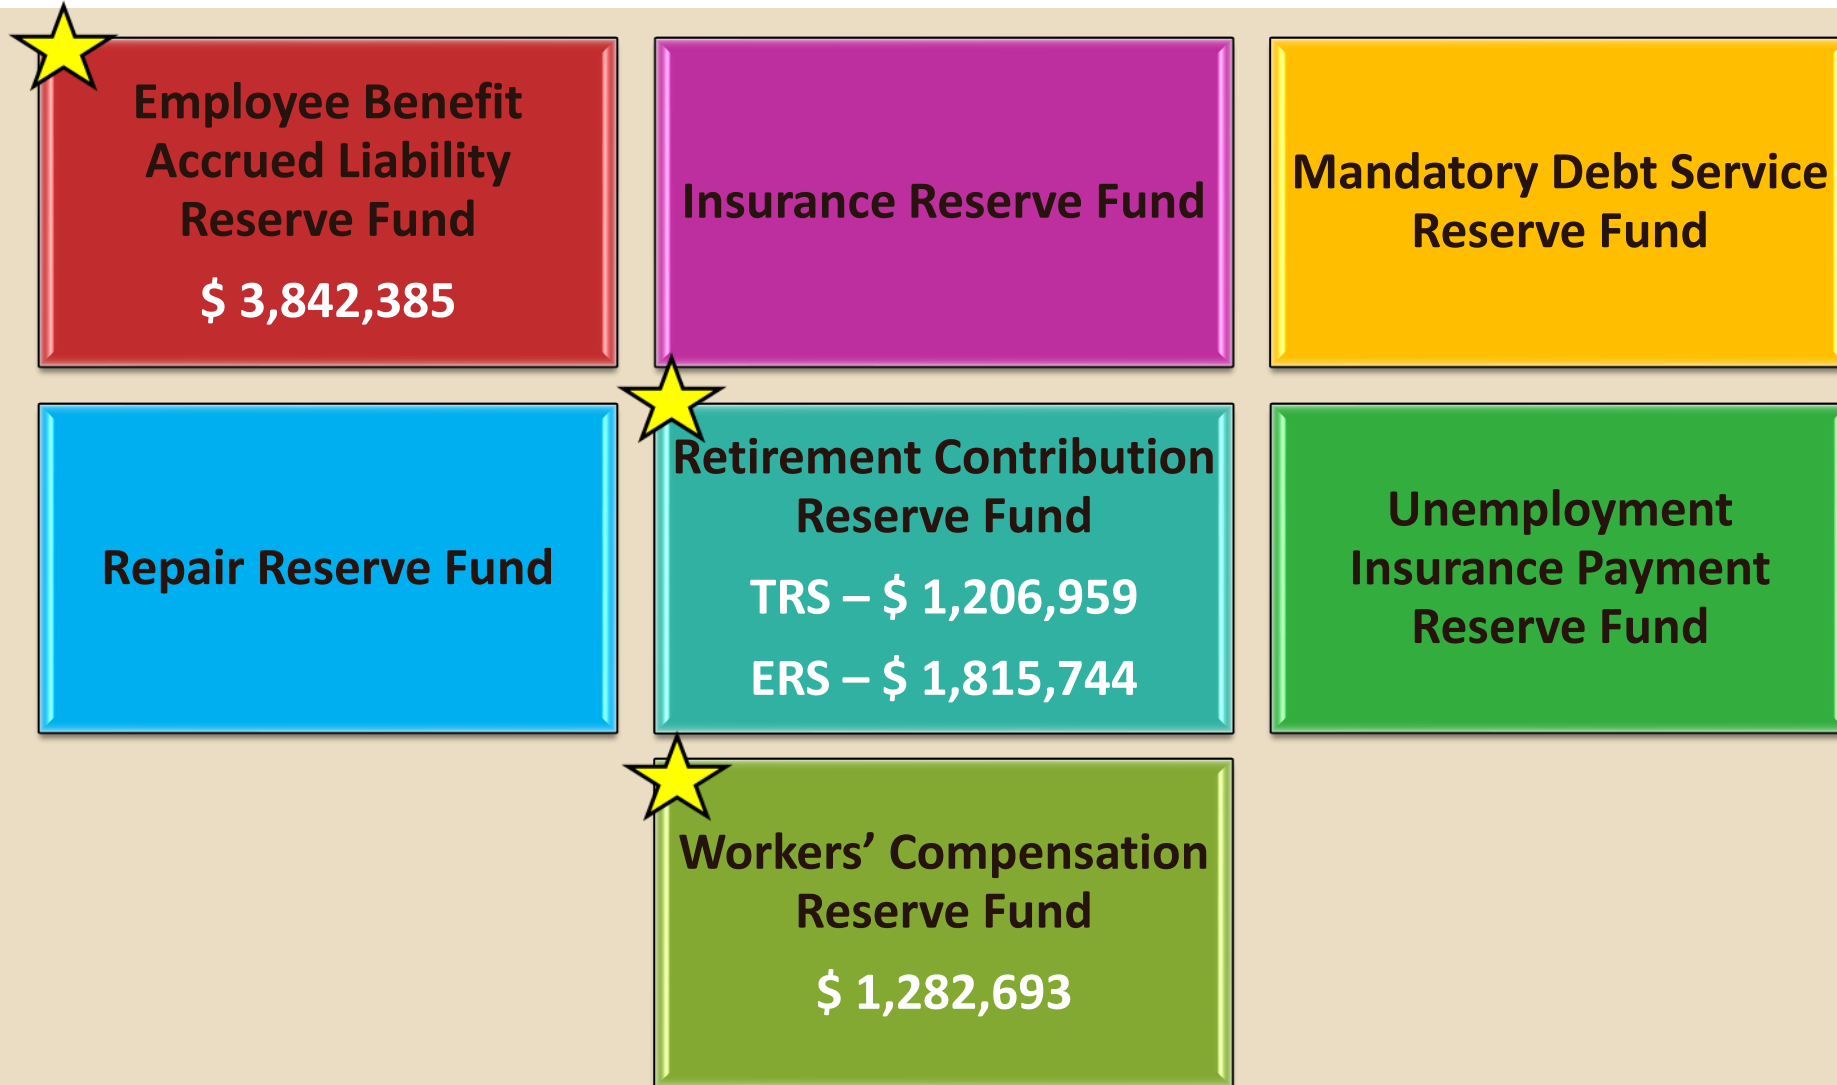 Employee Benefit
Accrued Liability
Reserve Fund
$ 3,842,385
Insurance Reserve Fund
Mandatory Debt Service
Reserve Fund
Repair Reserve Fund
Retirement Contribution
Reserve Fund
TRS – $ 1,206,959
ERS – $ 1,815,744
Unemployment
Insurance Payment
Reserve Fund
Workers’ Compensation
Reserve Fund
$ 1,282,693